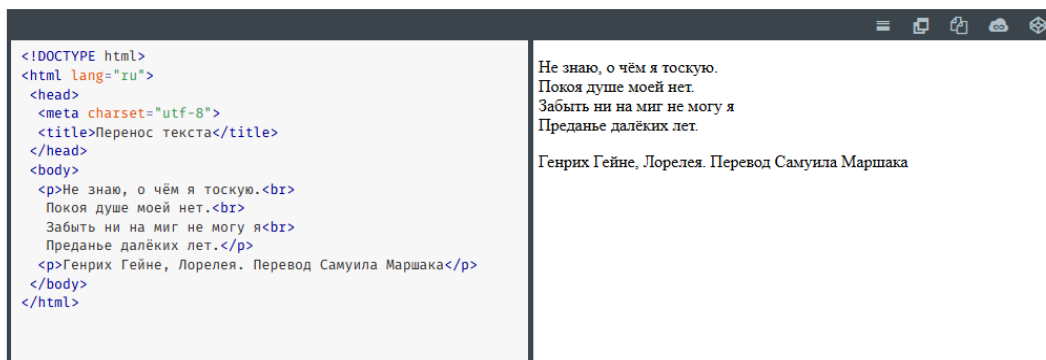 <!DOCTYPE html>
<html lang="ru">
<head>
<meta charset="utf-8">
<title>Перенос текста</title>
</head>
<body>
<p>Не знаю, о чём я тоскую.<br>
Покоя душе моей нет.<br>
Забыть ни на миг не могу я<br>
Преданье далёких лет.</p>
<p>Генрих Гейне, Лорелея. Перевод Самуила Маршака</p>
</body>
</html>
Не знаю, о чём я тоскую.
Покоя душе моей нет.
Забыть ни на миг не могу я
Преданье далёких лет.
Генрих Гейне, Лорелея. Перевод Самуила Маршака